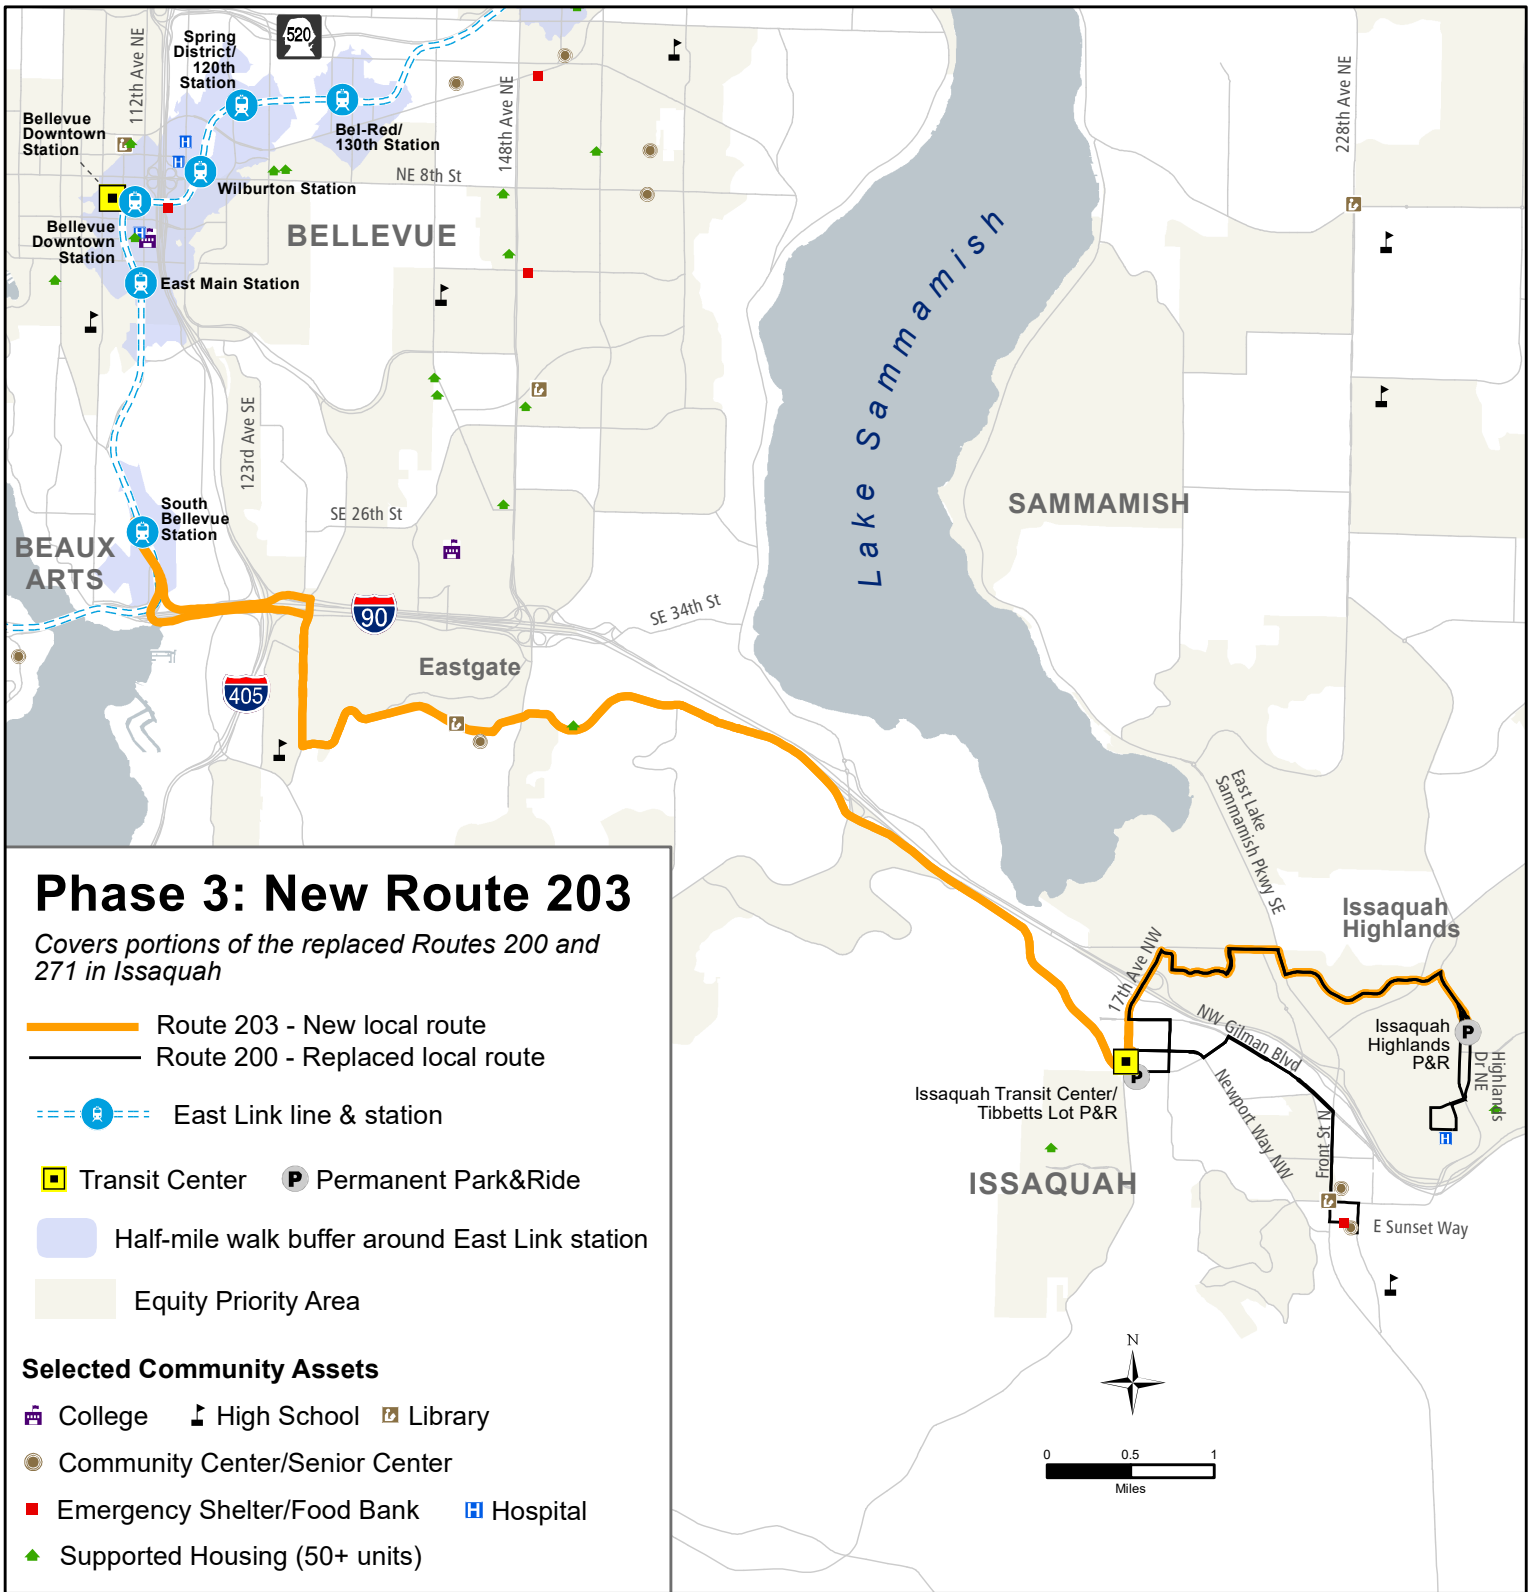 520
112th Ave NE
Spring
District/
120th
Station
Bellevue
Downtown
Station
Bel-Red/
130th Station
148th Ave NE
228th Ave NE
NE 8th St
Wilburton Station
BELLEVUE
Bellevue
Downtown
Station
East Main Station
Lake Sammamish
123rd Ave SE
SAMMAMISH
South
Bellevue
Station
SE 26th St
BEAUX
ARTS
90
SE 34th St
Eastgate
405
East Lake
Sammamish Pkwy SE
Issaquah
Highlands
17th Ave NW
NW Gilman Blvd
Issaquah
Highlands
P&R
P
Highlands
Dr NE
P
Issaquah Transit Center/
Tibbetts Lot P&R
Newport Way NW
Front St N
ISSAQUAH
E Sunset Way
H
H
H
H
N
0 0.5 1
Miles
Phase 3: New Route 203
Covers portions of the replaced Routes 200 and
271 in Issaquah
Route 203 - New local route
Route 200 - Replaced local route
East Link line & station
Transit Center
P Permanent Park&Ride
Half-mile walk buffer around East Link station
Equity Priority Area
Selected Community Assets
College High School Library
Community Center/Senior Center
Emergency Shelter/Food Bank H Hospital
Supported Housing (50+ units)